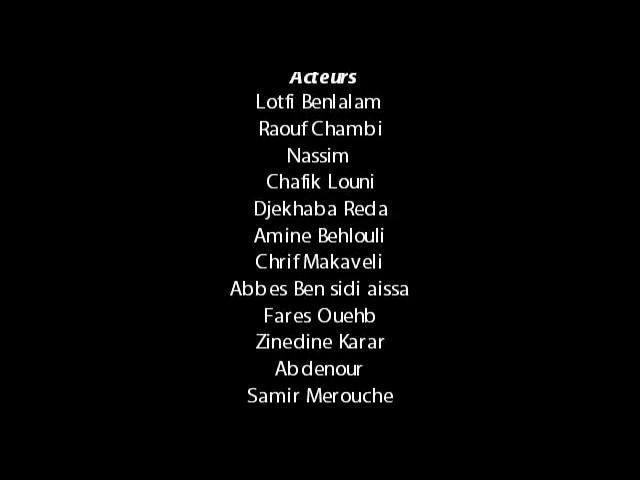 Acteurs
Lotfi Benlalam
Raouf Chambi
Nassim
Chafik Louni
Djekhaba Reda
Amine Behlouli
Chrif Makaveli
Abbes Ben sidi aissa
Fares Ouehb
Zinedine Karar
Abdenour
Samir Merouche